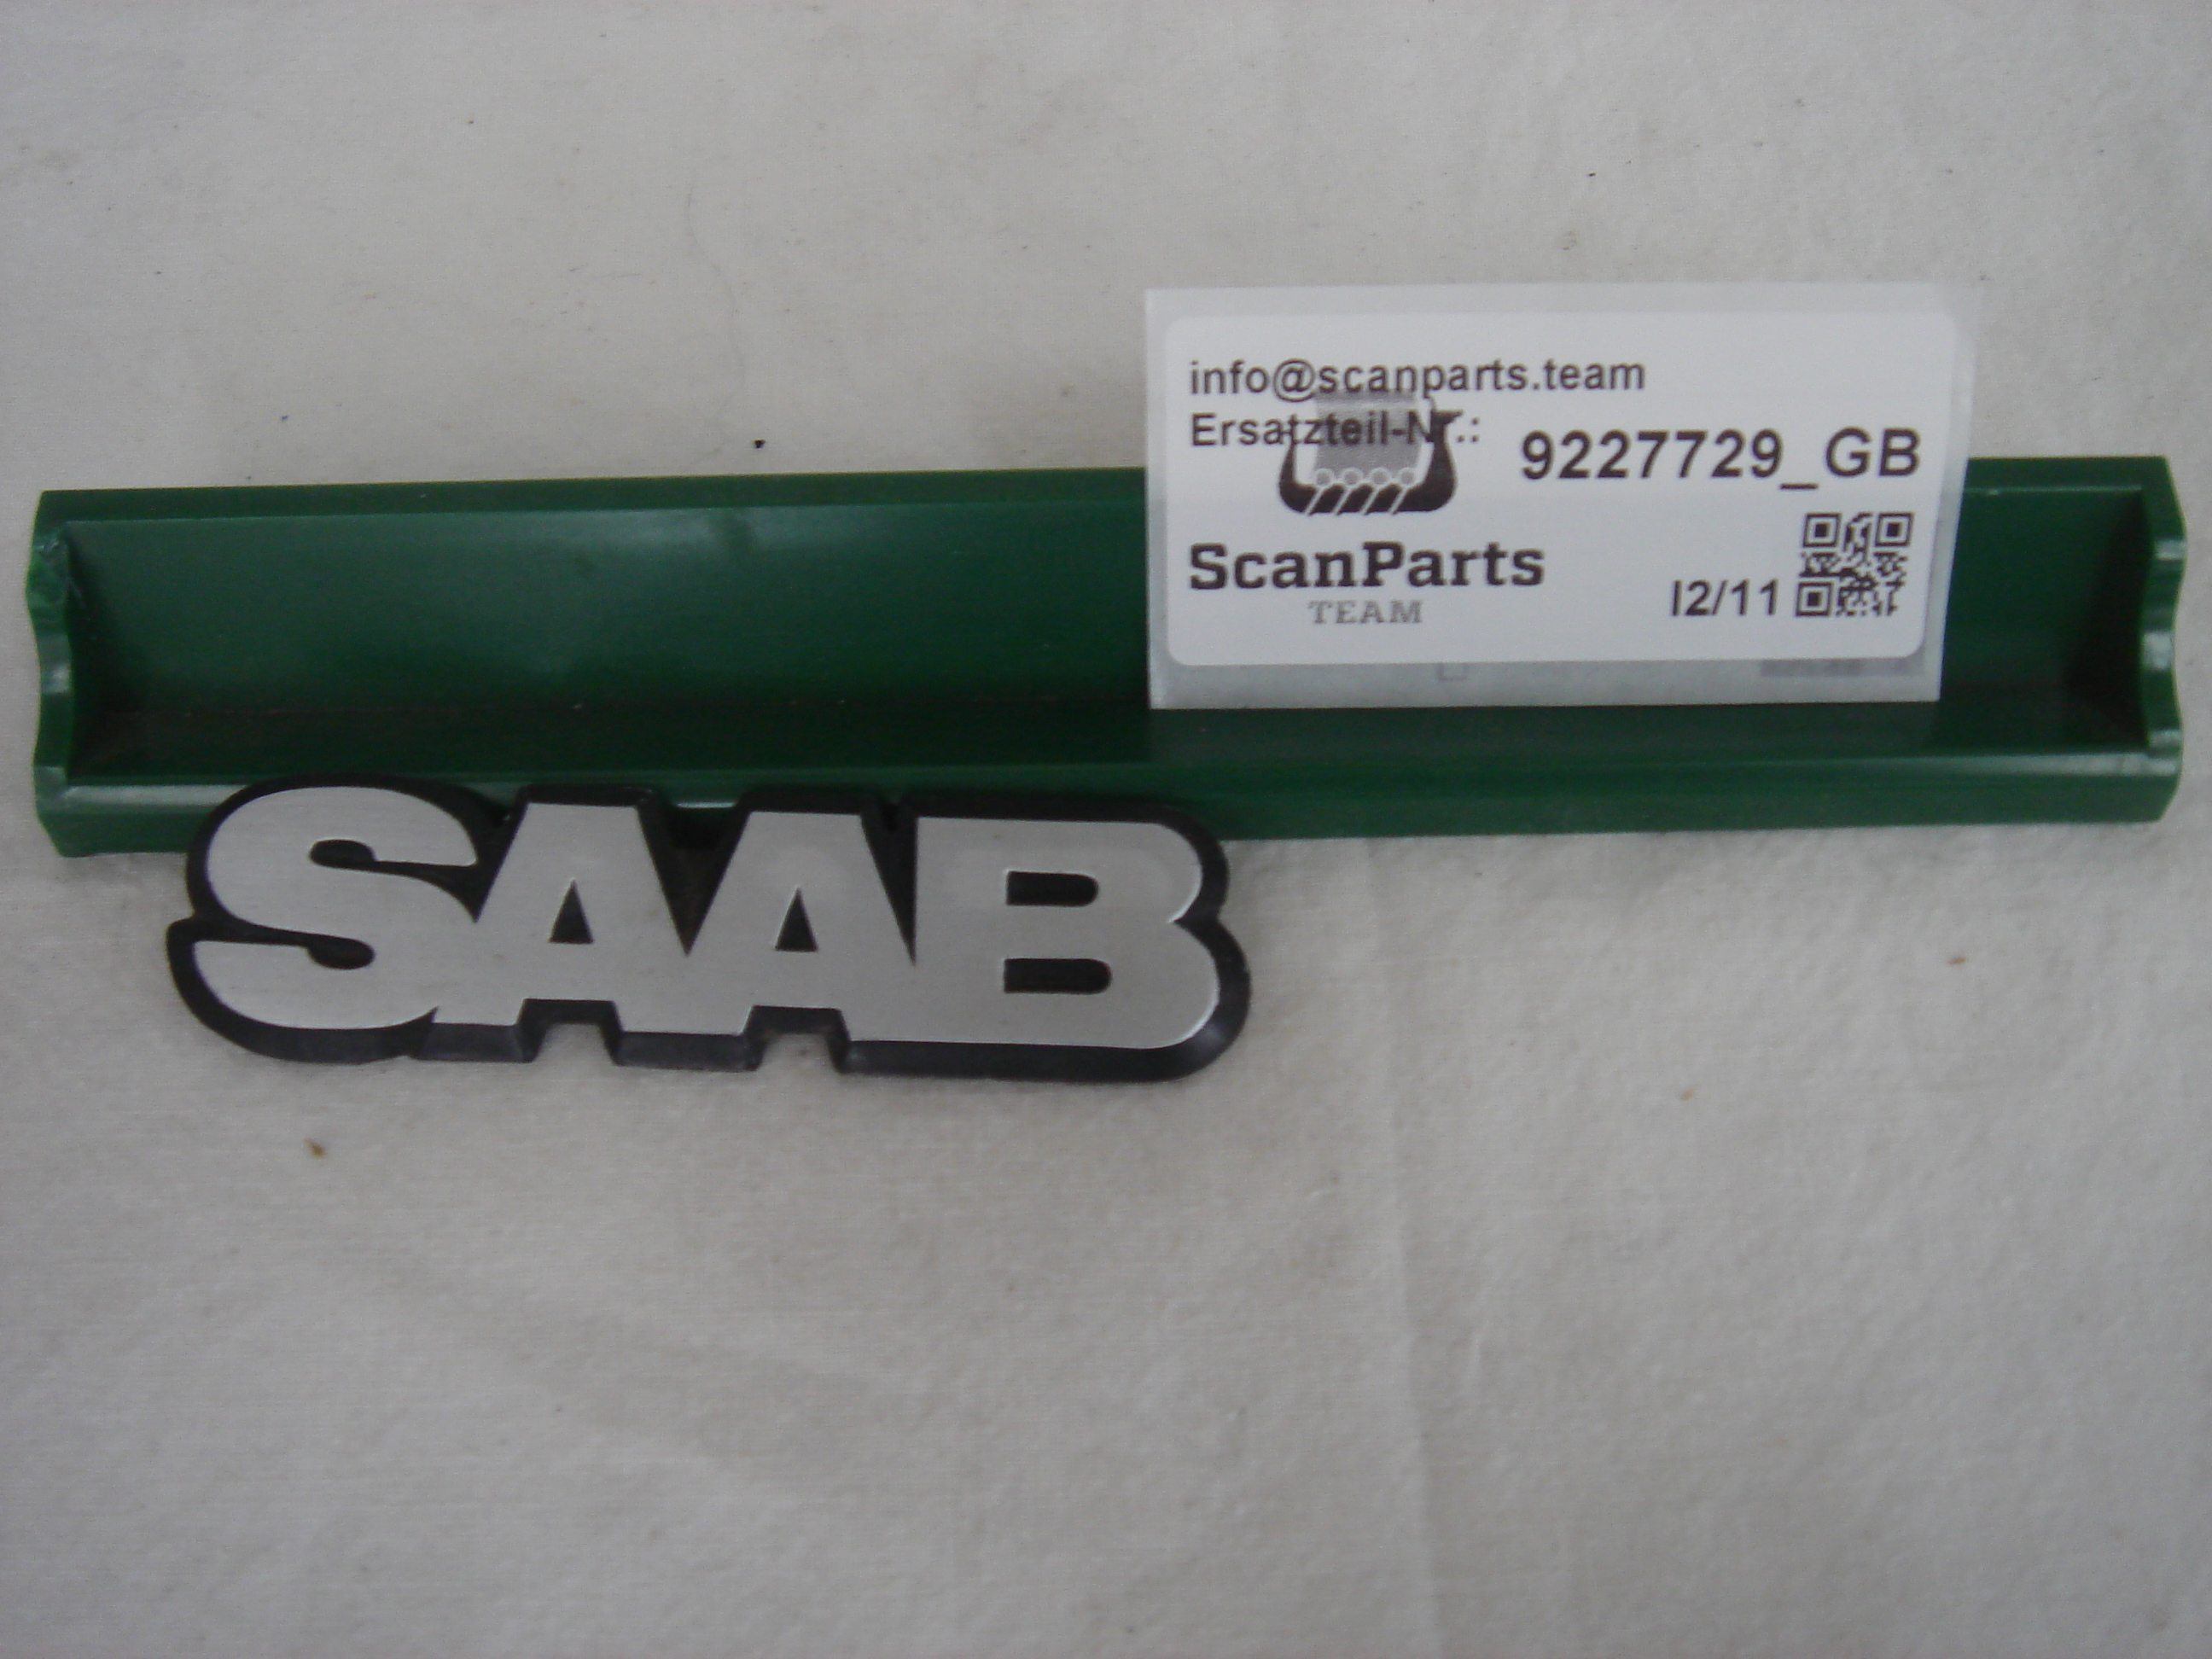 info@scanparts.team
Ersatzteil-Nr.:
9227729_GB
ScanParts
TEAM
I2/11
SAAB